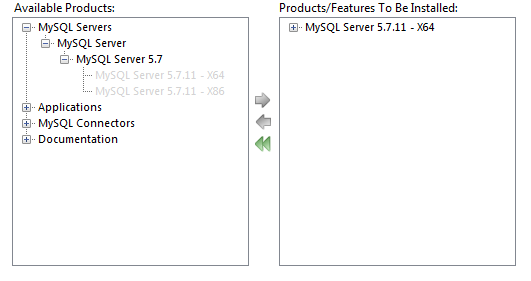 Available Products:
MySQL Servers
MySQL Server
MySQL Server 5.7
MySQL Server 5.7.11 - X64
MySQL Server 5.7.11 - X86
Applications
MySQL Connectors
Documentation
Products/Features To Be Installed:
MySQL Server 5.7.11 - X64